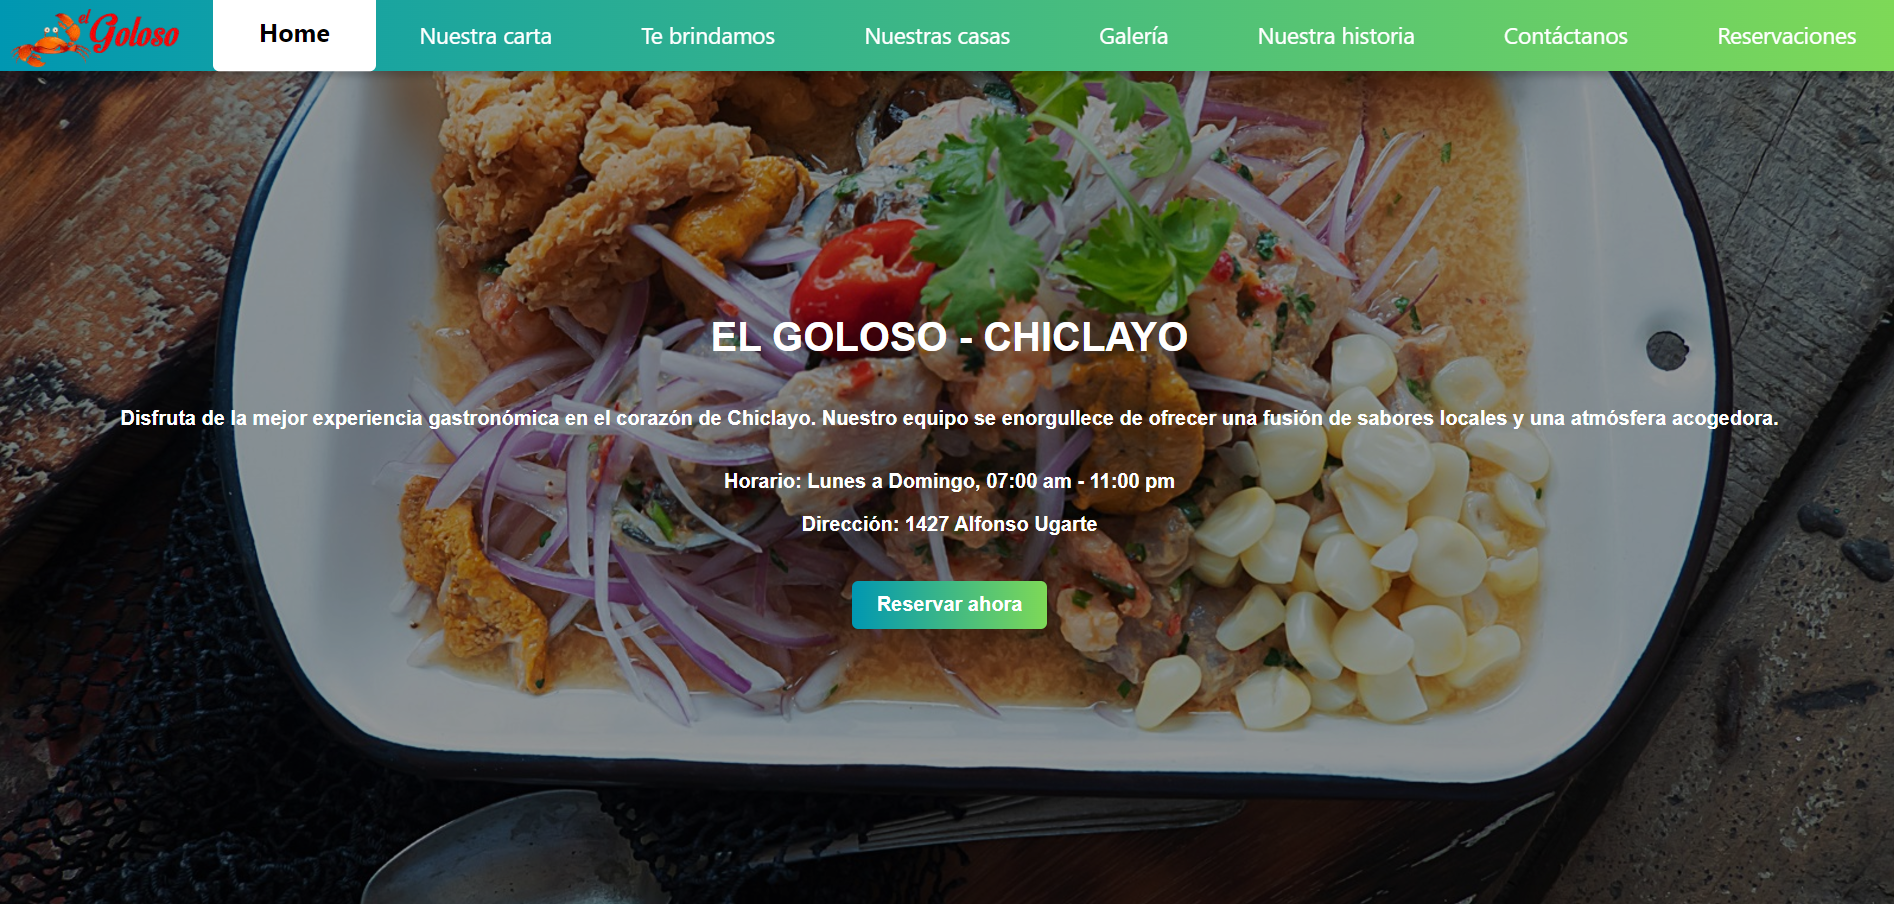 el Goloso
Home
Nuestra carta
Te brindamos
Nuestras casas
Galería
Nuestra historia
Contáctanos
Reservaciones
EL GOLOSO - CHICLAYO
Disfruta de la mejor experiencia gastronómica en el corazón de Chiclayo. Nuestro equipo se enorgullece de ofrecer una fusión de sabores locales y una atmósfera acogedora.
Horario: Lunes a Domingo, 07:00 am - 11:00 pm
Dirección: 1427 Alfonso Ugarte
Reservar ahora